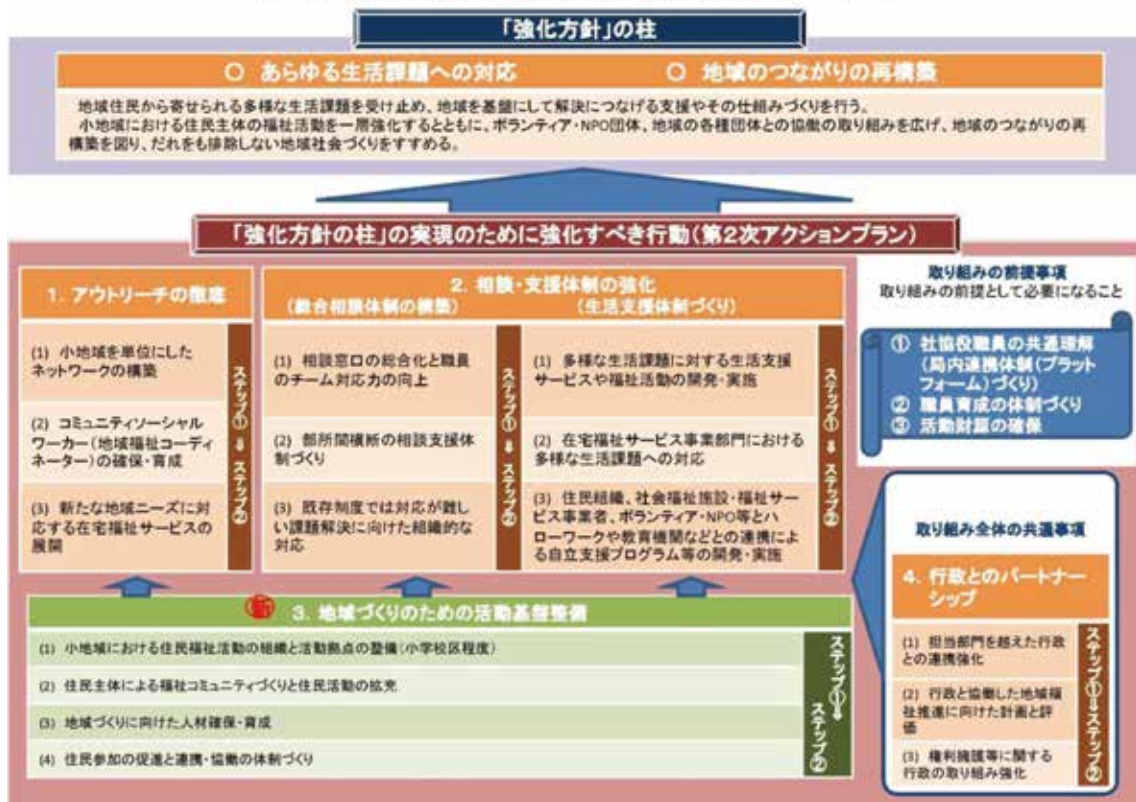 「強化方針」の柱
○ あらゆる生活課題への対応
○ 地域のつながりの再構築
地域住民から寄せられる多様な生活課題を受け止め、地域を基盤にして解決につなげる支援やその仕組みづくりを行う。
小地域における住民主体の福祉活動を一層強化するとともに、ボランティア・NPO団体、地域の各種団体との協働の取り組みを広げ、地域のつながりの再
構築を図り、だれをも排除しない地域社会づくりをすすめる。
「強化方針の柱」の実現のために強化すべき行動(第2次アクションプラン)
1. アウトリーチの徹底
(1) 小地域を単位にした
ネットワークの構築
(2) コミュニティソーシャル
ワーカー(地域福祉コーディ
ネーター)の確保・育成
(3) 新たな地域ニーズに対
応する在宅福祉サービスの
展開
ステップ① ⇓ ステップ②
2. 相談・支援体制の強化
(総合相談体制の構築)
(生活支援体制づくり)
(1) 相談窓口の総合化と職員
のチーム対応力の向上
(2) 部所間横断の相談支援体
制づくり
(3) 既存制度では対応が難し
い課題解決に向けた組織的な
対応
ステップ① ⇓ ステップ②
(1) 多様な生活課題に対する生活支援
サービスや福祉活動の開発・実施
(2) 在宅福祉サービス事業部門における
多様な生活課題への対応
(3) 住民組織、社会福祉施設・福祉サー
ビス事業者、ボランティア・NPO等とハ
ローワークや教育機関などとの連携によ
る自立支援プログラム等の開発・実施
ステップ① ⇓ ステップ②
取り組みの前提事項
取り組みの前提として必要になること
① 社協役職員の共通理解
(局内連携体制(プラット
フォーム)づくり)
② 職員育成の体制づくり
③ 活動財源の確保
新
3. 地域づくりのための活動基盤整備
(1) 小地域における住民福祉活動の組織と活動拠点の整備(小学校区程度)
(2) 住民主体による福祉コミュニティづくりと住民活動の拡充
(3) 地域づくりに向けた人材確保・育成
(4) 住民参加の促進と連携・協働の体制づくり
ステップ①⇓
ステップ②
取り組み全体の共通事項
4. 行政とのパートナー
シップ
(1) 担当部門を越えた行政
との連携強化
(2) 行政と協働した地域福
祉推進に向けた計画と評
価
(3) 権利擁護等に関する
行政の取り組み強化
ステップ①⇓ステップ②